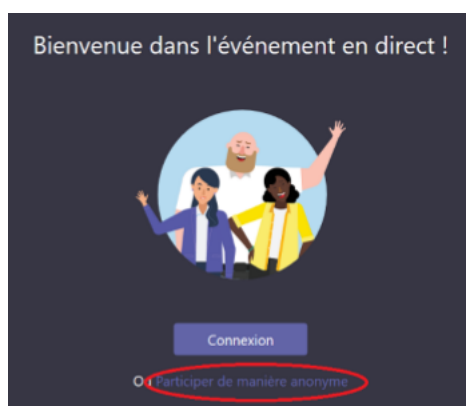 Bienvenue dans l'événement en direct !
Connexion
Ou Participer de manière anonyme